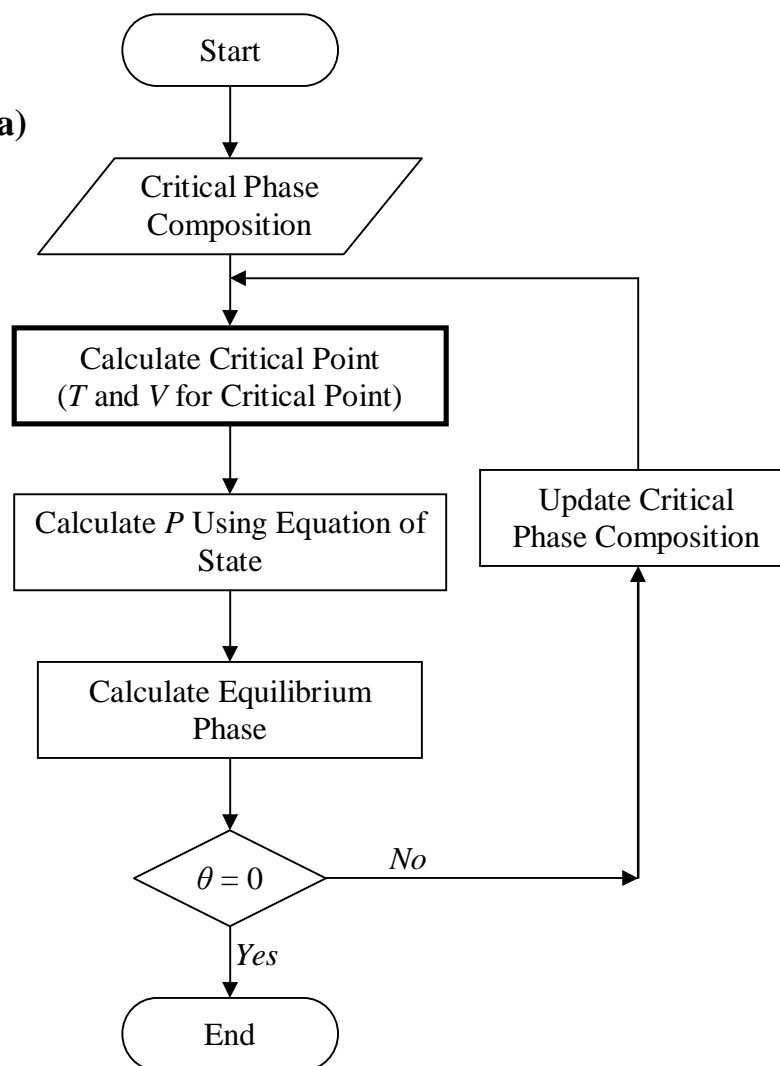 Start
a)
Critical Phase
Composition
Calculate Critical Point
(T and V for Critical Point)
Calculate P Using Equation of
State
Update Critical
Phase Composition
Calculate Equilibrium
Phase
θ = 0
No
Yes
End